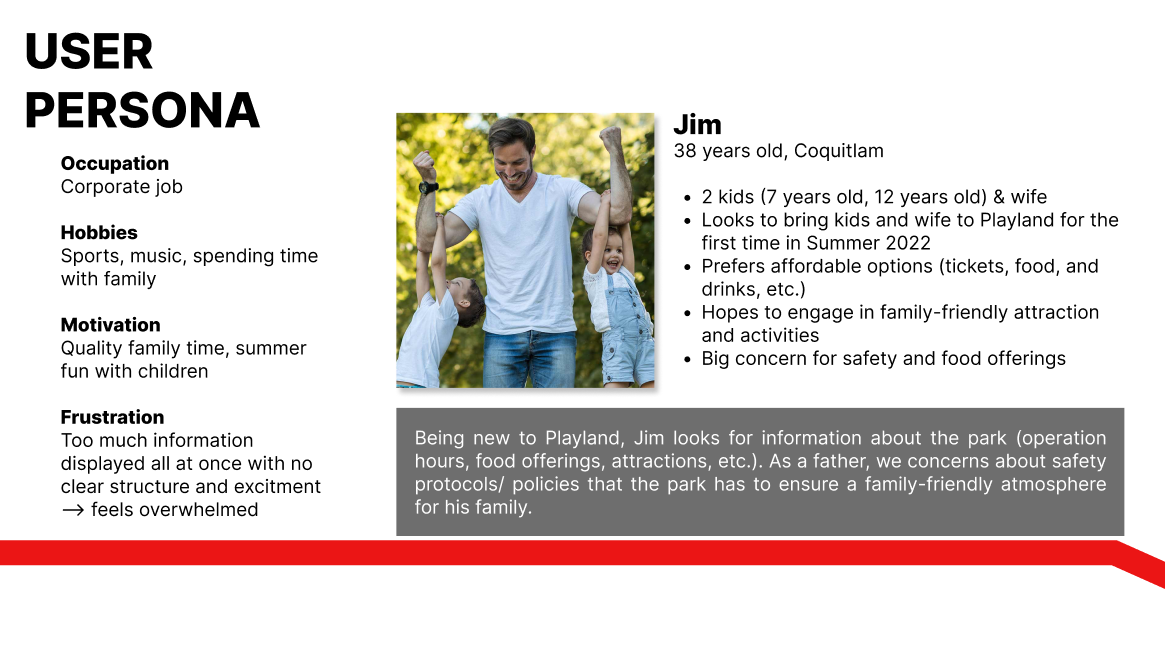 USER
PERSONA
Occupation
Corporate job
Hobbies
Sports, music, spending time
with family
Motivation
Quality family time, summer
fun with children
Frustration
Too much information
displayed all at once with no
clear structure and excitment
→ feels overwhelmed
Jim
38 years old, Coquitlam
• 2 kids (7 years old, 12 years old) & wife
• Looks to bring kids and wife to Playland for the
first time in Summer 2022
• Prefers affordable options (tickets, food, and
drinks, etc.)
• Hopes to engage in family-friendly attraction
and activities
• Big concern for safety and food offerings
Being new to Playland, Jim looks for information about the park (operation
hours, food offerings, attractions, etc.). As a father, we concerns about safety
protocols/ policies that the park has to ensure a family-friendly atmosphere
for his family.